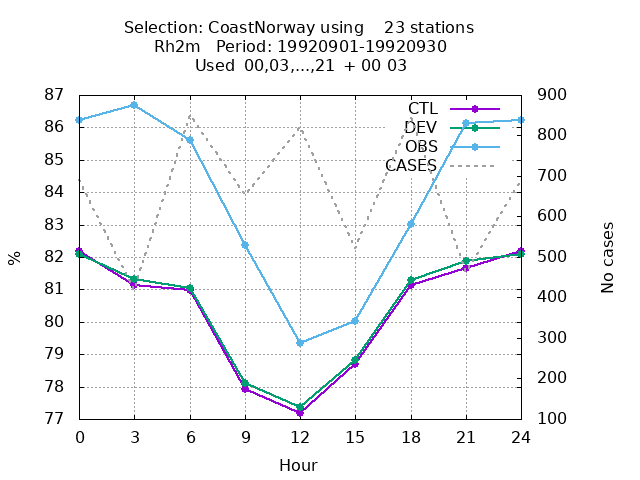 Selection: CoastNorway using 23 stations
Rh2m Period: 19920901-19920930
Used 00,03,...,21 + 00 03
87 900
86 800
85 700
84 600
83 500
82 400
81 300
80 200
79 100
78
77
CTL
DEV
OBS
CASES
%
No cases
0 3 6 9 12 15 18 21 24
Hour